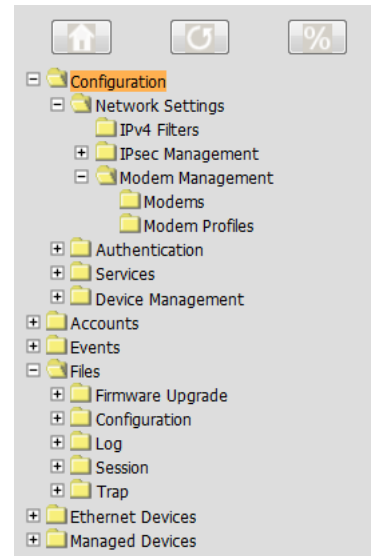 %
Configuration
Network Settings
IPv4 Filters
IPsec Management
Modem Management
Modems
Modem Profiles
Authentication
Services
Device Management
Accounts
Events
Files
Firmware Upgrade
Configuration
Log
Session
Trap
Ethernet Devices
Managed Devices